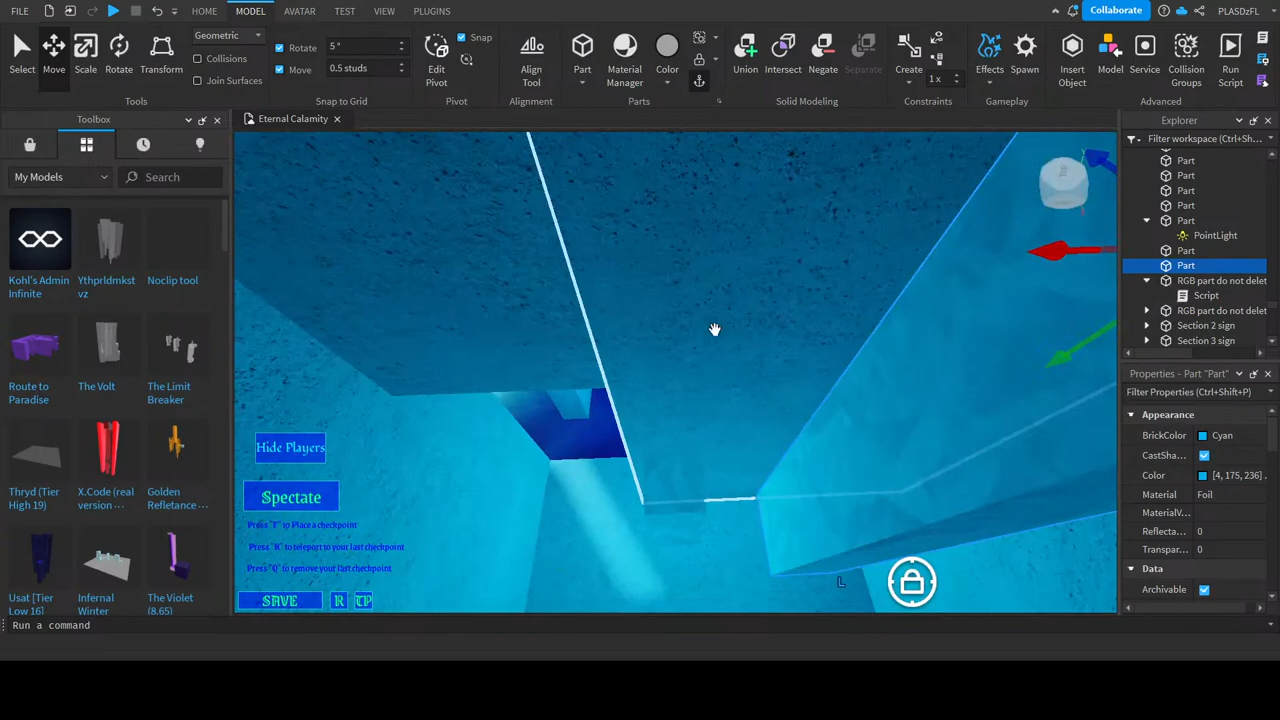 FILE HOME MODEL AVATAR TEST VIEW PLUGINS Collaborate PLASDzFL
Select Move Scale Rotate Transform
Geometric
Collisions
Join Surfaces
Rotate 5 °
Move 0.5 studs
Edit Pivot
Snap
Align Tool
Part Material Manager Color
Union Intersect Negate Separate
Create 1 x
Effects Spawn
Insert Object Model Service Collision Groups Run Script
Tools Snap to Grid Pivot Alignment Parts Solid Modeling Constraints Gameplay Advanced
Toolbox
Eternal Calamity
Explorer
My Models Search
Filter workspace (Ctrl+Sh...
Part
Part
Part
Part
Part
PointLight
Part
Part
RGB part do not delet
Script
RGB part do not delet
Section 2 sign
Section 3 sign
Kohl's Admin Infinite
Ythprldmkst vz
Noclip tool
Route to Paradise
The Volt
The Limit Breaker
Thryd (Tier High 19)
X.Code (real version ...
Golden Refletance ...
Usat [Tier Low 16]
Infernal Winter
The Violet (8.65)
Hide Players
Spectate
Press "F" to Place a checkpoint
Press "R" to teleport to your last checkpoint
Press "Q" to remove your last checkpoint
SAVE R TP
L
Properties - Part "Part"
Filter Properties (Ctrl+Shift+P)
Appearance
BrickColor Cyan
CastSha...
Color [4, 175, 236]
Material Foil
MaterialV...
Reflecta... 0
Transpar... 0
Data
Archivable
Run a command